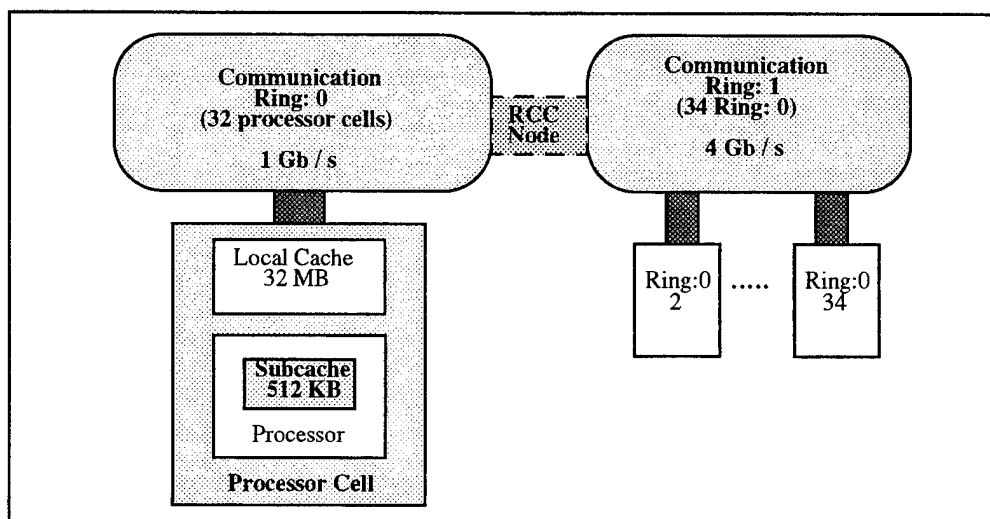 Communication
Ring: 0
(32 processor cells)
1 Gb / s
RCC
Node
Communication
Ring: 1
(34 Ring: 0)
4 Gb / s
Local Cache
32 MB
Subcache
512 KB
Processor
Processor Cell
Ring:0
2
.....
Ring:0
34